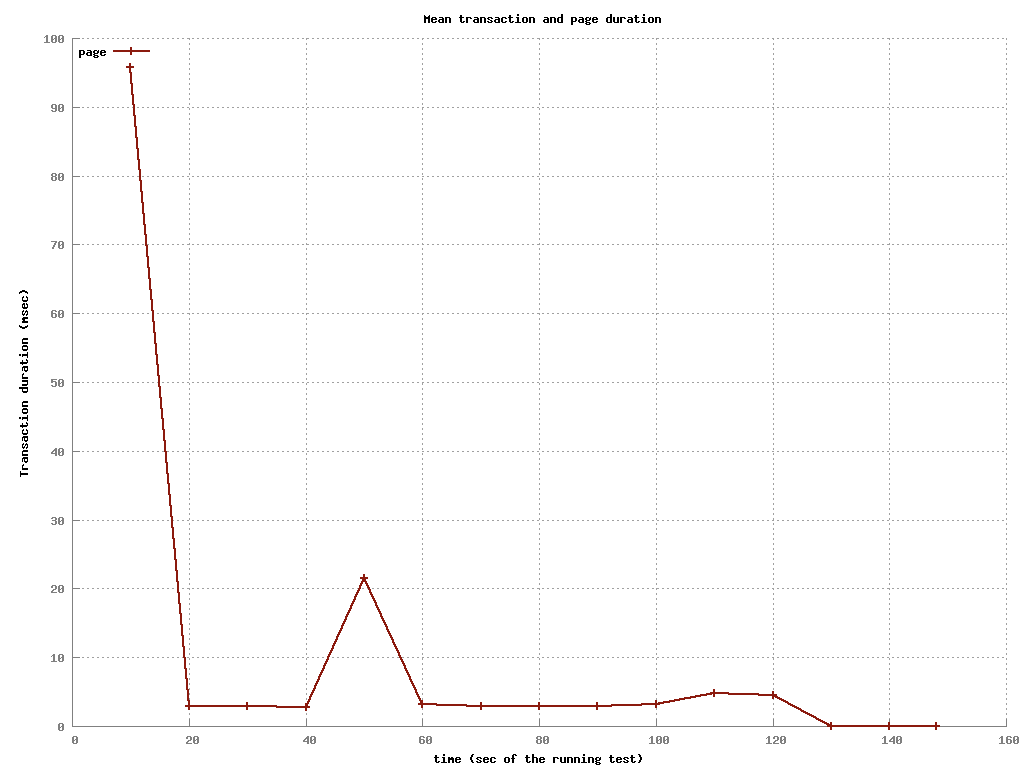 Mean transaction and page duration
100
page
90
80
70
60
50
40
30
20
10
0
Transaction duration (msec)
0 20 40 60 80 100 120 140 160
time (sec of the running test)